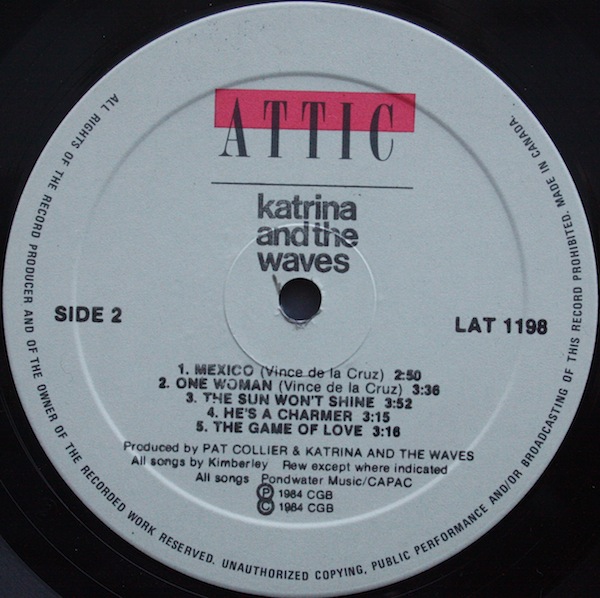 ATTIC
katrina
and the
waves
SIDE 2
LAT 1198
1. MEXICO (Vince de la Cruz) 2:50
2. ONE WOMAN (Vince de la Cruz) 3:36
3. THE SUN WON'T SHINE 3:52
4. HE'S A CHARMER 3:15
5. THE GAME OF LOVE 3:16
Produced by PAT COLLIER & KATRINA AND THE WAVES
All songs by Kimberley Rew except where indicated
All songs Pondwater Music/CAPAC
Ⓟ 1984 CGB
© 1984 CGB
ALL RIGHTS OF THE RECORD PRODUCER AND OF THE OWNER OF THE RECORDED WORK RESERVED. UNAUTHORIZED COPYING, PUBLIC PERFORMANCE AND/OR BROADCASTING OF THIS RECORD PROHIBITED. MADE IN CANADA.